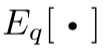 E_q[ • ]